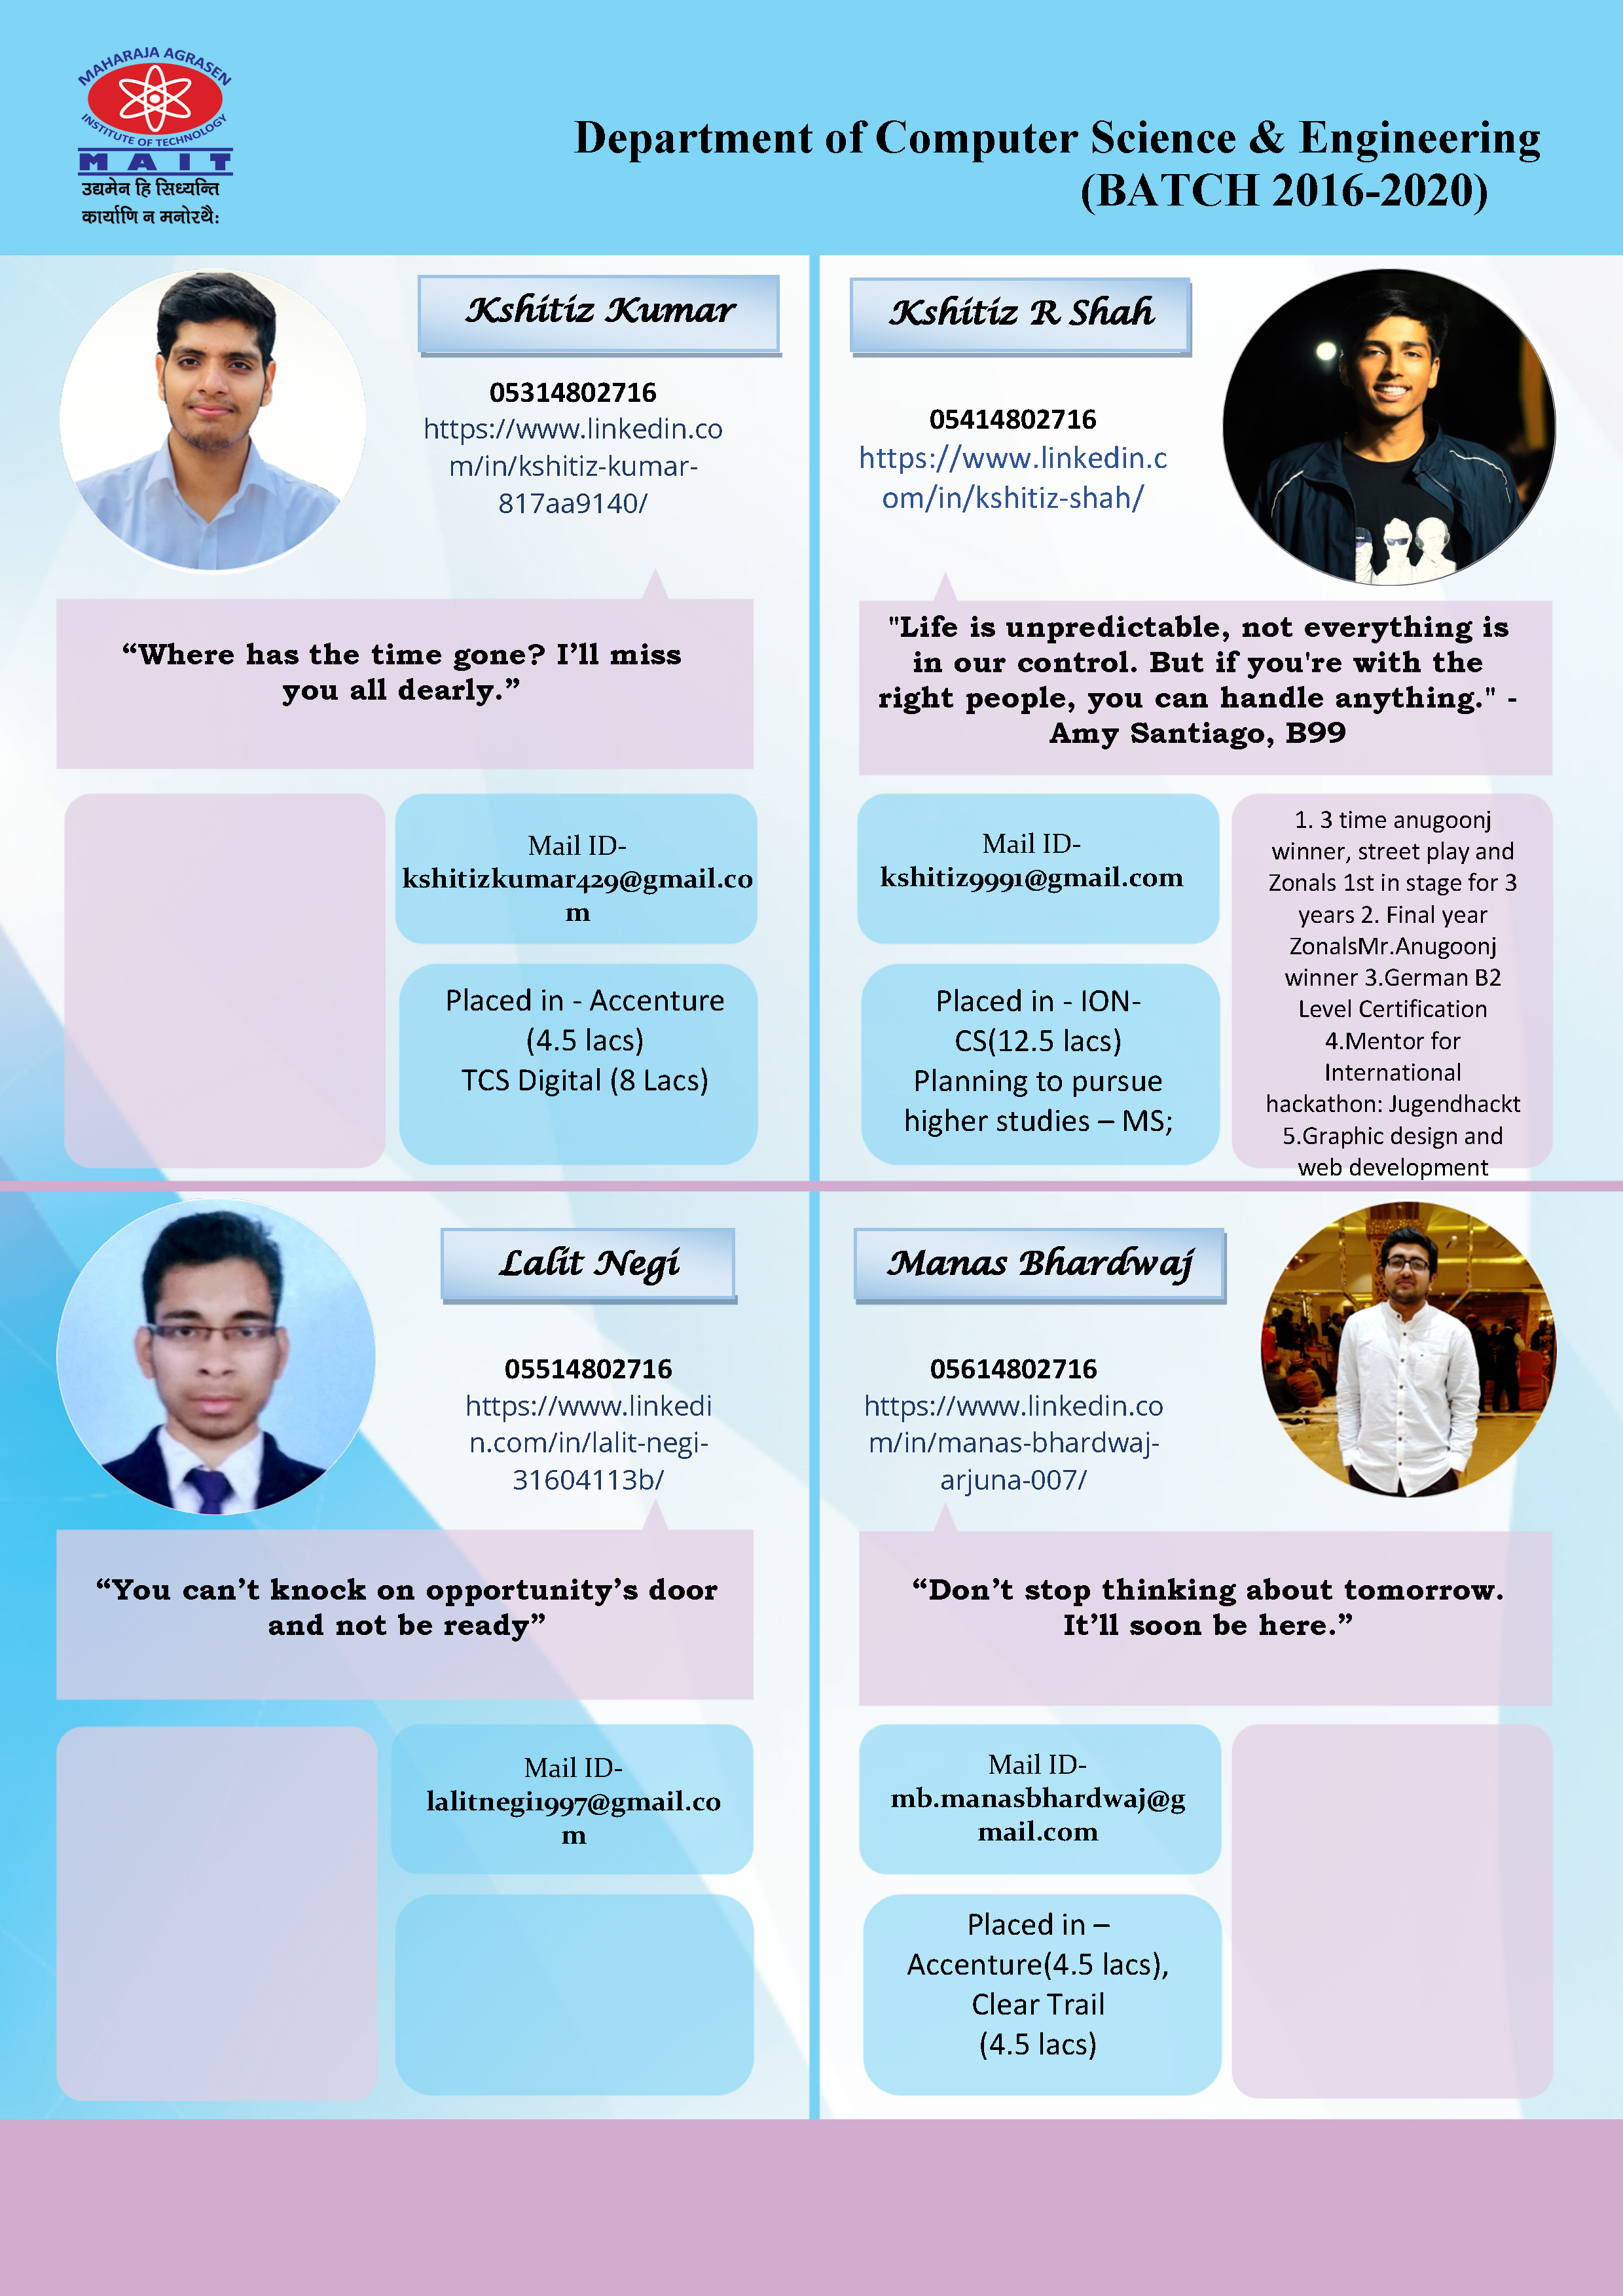 MAHARAJA AGRASEN
INSTITUTE OF TECHNOLOGY
MAIT
उद्यमेन हि सिध्यन्ति
कार्याणि न मनोरथैः
Department of Computer Science & Engineering
(BATCH 2016-2020)
Kshitiz Kumar
05314802716
https://www.linkedin.co
m/in/kshitiz-kumar-
817aa9140/
“Where has the time gone? I’ll miss
you all dearly.”
Mail ID-
kshitizkumar429@gmail.co
m
Placed in - Accenture
(4.5 lacs)
TCS Digital (8 Lacs)
Kshitiz R Shah
05414802716
https://www.linkedin.c
om/in/kshitiz-shah/
"Life is unpredictable, not everything is
in our control. But if you're with the
right people, you can handle anything." -
Amy Santiago, B99
Mail ID-
kshitiz9991@gmail.com
Placed in - ION-
CS(12.5 lacs)
Planning to pursue
higher studies – MS;
1. 3 time anugoonj
winner, street play and
Zonals 1st in stage for 3
years 2. Final year
ZonalsMr.Anugoonj
winner 3.German B2
Level Certification
4.Mentor for
International
hackathon: Jugendhackt
5.Graphic design and
web development
Lalit Negi
05514802716
https://www.linkedi
n.com/in/lalit-negi-
31604113b/
“You can’t knock on opportunity’s door
and not be ready”
Mail ID-
lalitnegi1997@gmail.co
m
Manas Bhardwaj
05614802716
https://www.linkedin.co
m/in/manas-bhardwaj-
arjuna-007/
“Don’t stop thinking about tomorrow.
It’ll soon be here.”
Mail ID-
mb.manasbhardwaj@g
mail.com
Placed in –
Accenture(4.5 lacs),
Clear Trail
(4.5 lacs)